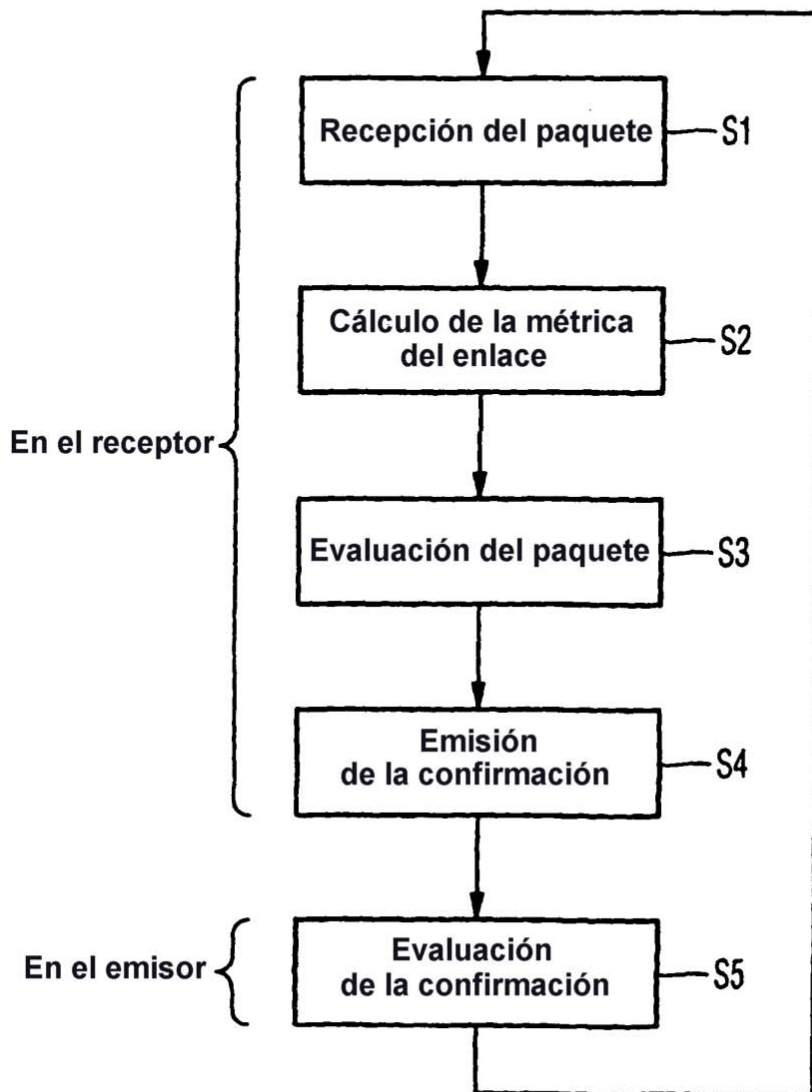 Recepción del paquete
S1
Cálculo de la métrica
del enlace
S2
En el receptor
Evaluación del paquete
S3
Emisión
de la confirmación
S4
En el emisor
Evaluación
de la confirmación
S5